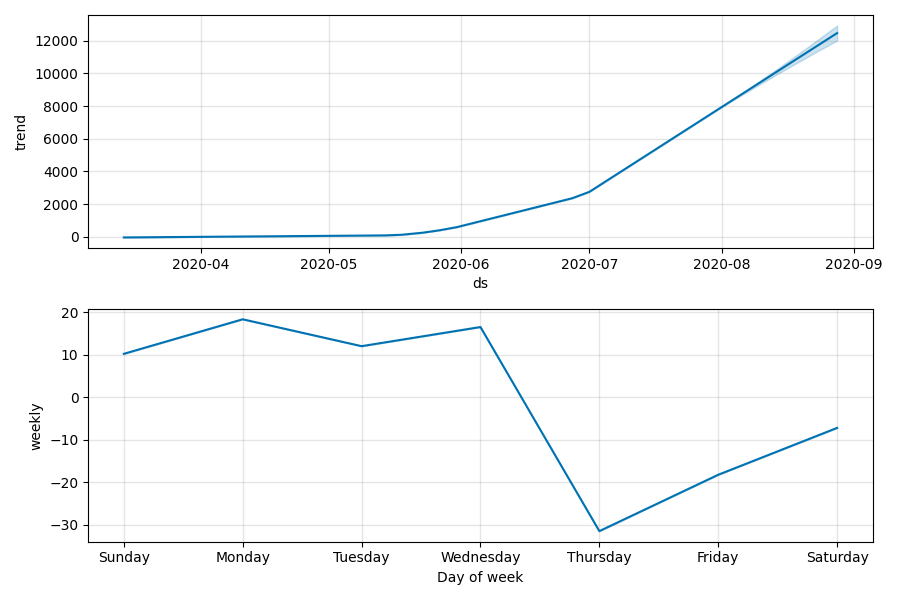 12000
10000
8000
6000
4000
2000
0
trend
2020-04 2020-05 2020-06 2020-07 2020-08 2020-09
ds
20
10
0
−10
−20
−30
weekly
Sunday Monday Tuesday Wednesday Thursday Friday Saturday
Day of week